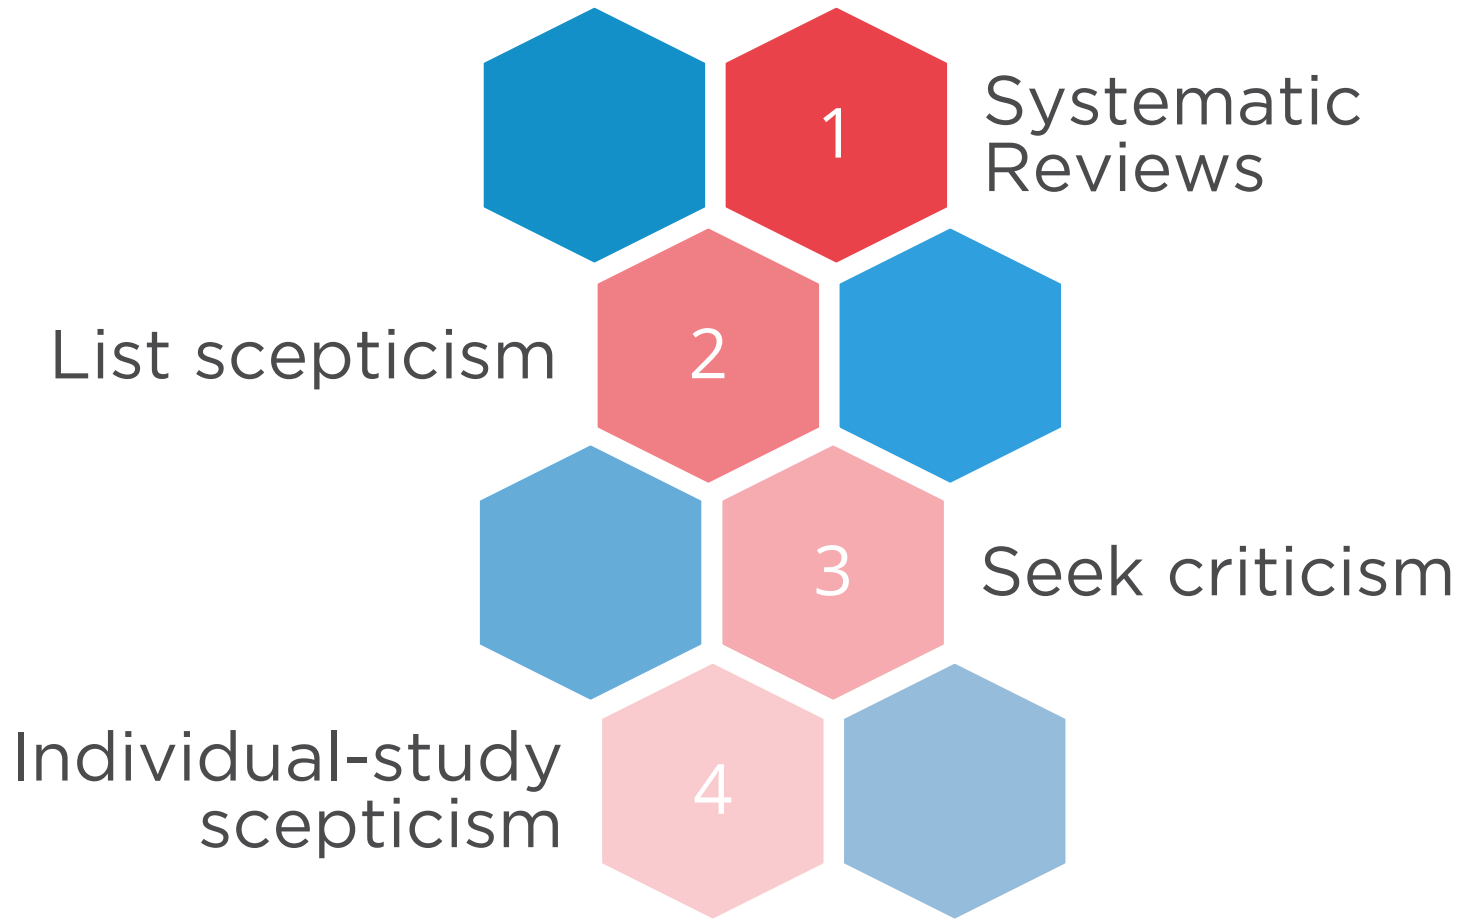 1
Systematic
Reviews
List scepticism
2
3
Seek criticism
Individual-study
scepticism
4